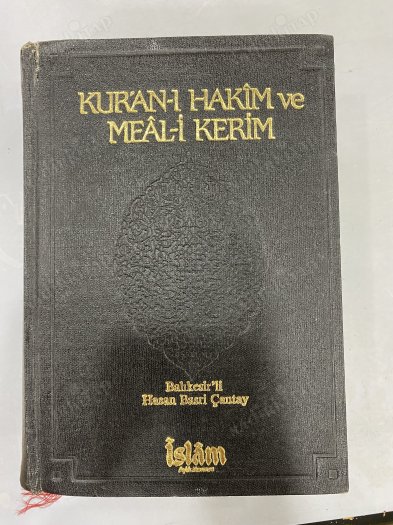 KUR'AN-I HAKÎM ve
MEÂL-İ KERİM
Balıkesir'li
Hasan Basri Çantay
İslâm